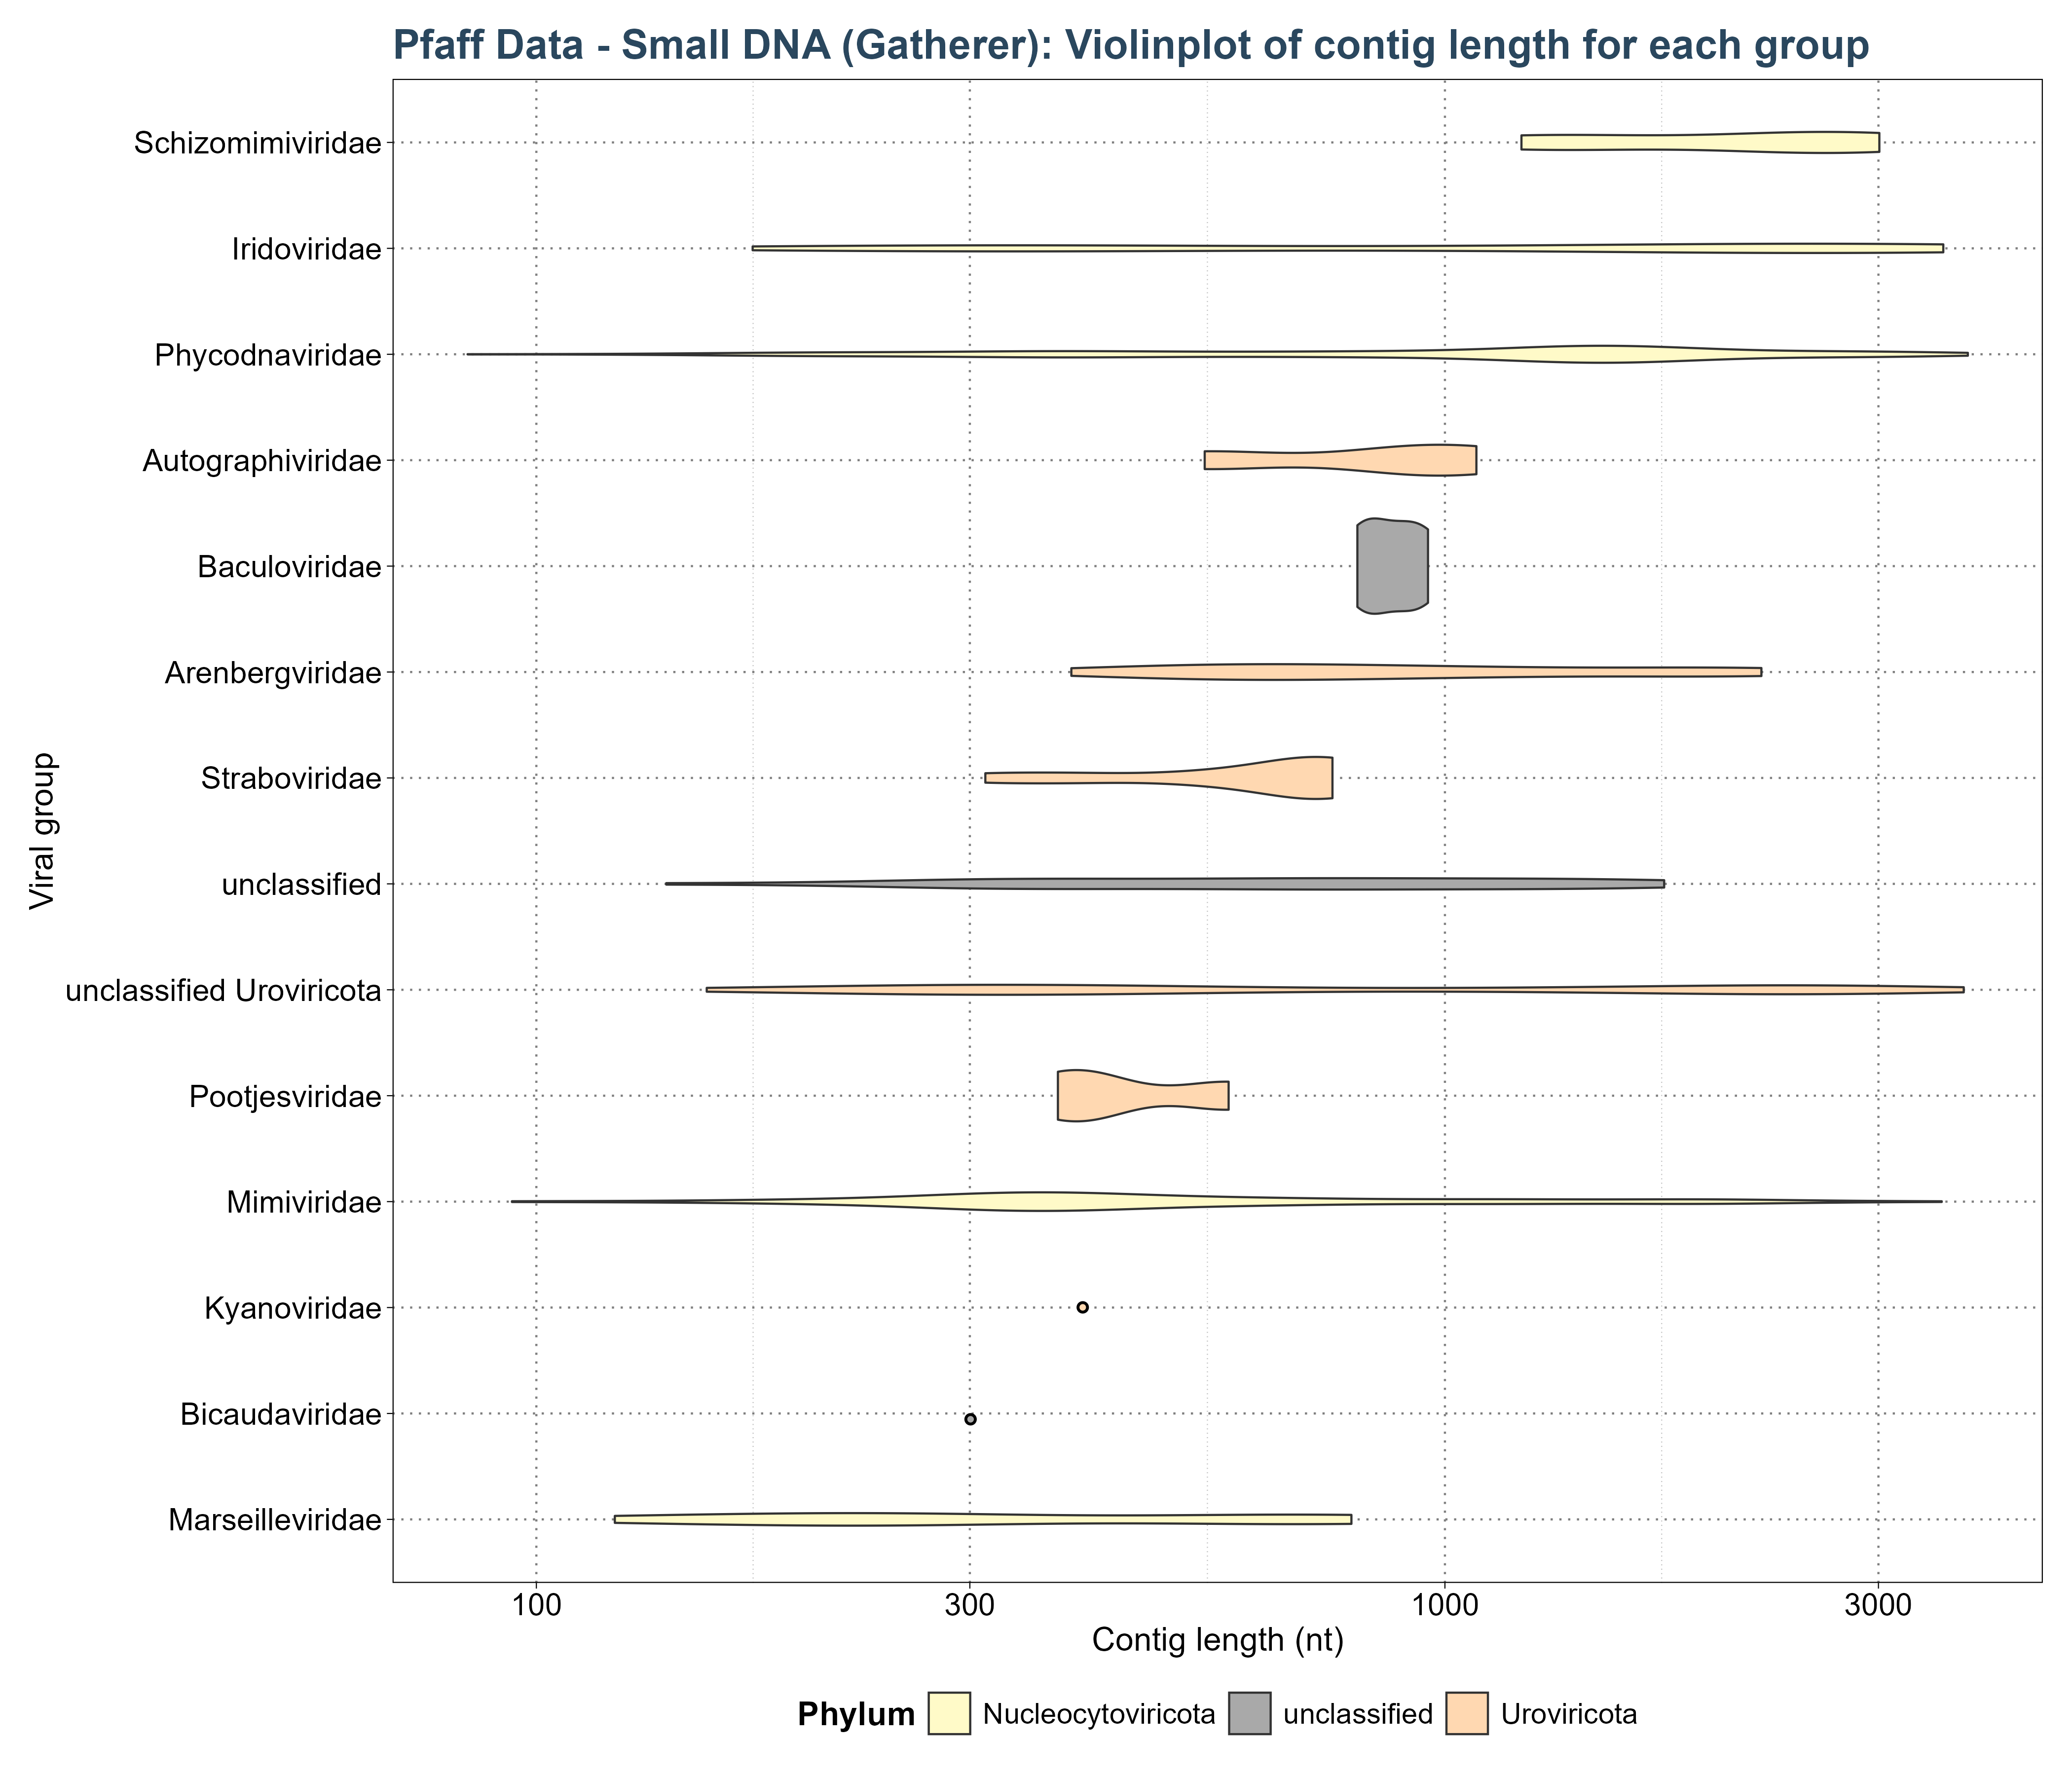 Pfaff Data - Small DNA (Gatherer): Violinplot of contig length for each group
Viral group
Schizomimiviridae
Iridoviridae
Phycodnaviridae
Autographiviridae
Baculoviridae
Arenbergviridae
Straboviridae
unclassified
unclassified Uroviricota
Pootjesviridae
Mimiviridae
Kyanoviridae
Bicaudaviridae
Marseilleviridae
100 300 1000 3000
Contig length (nt)
Phylum Nucleocytoviricota unclassified Uroviricota